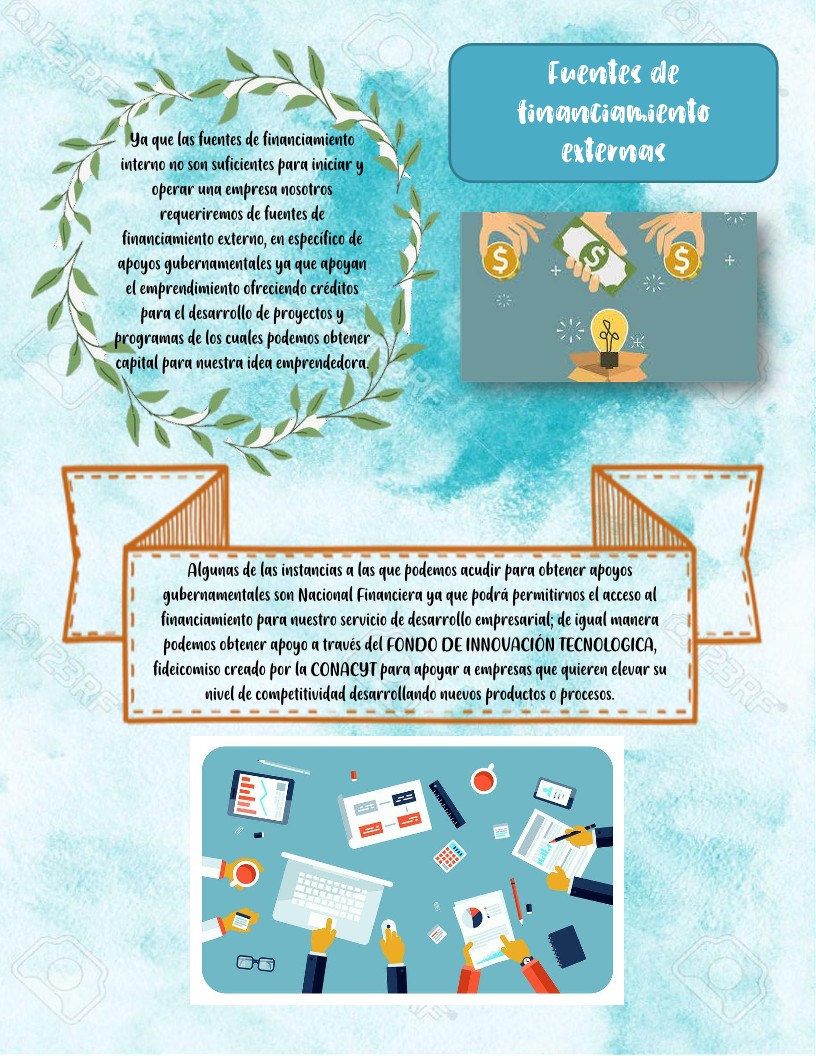 Fuentes de
financiamiento
externas
Ya que las fuentes de financiamiento
interno no son suficientes para iniciar y
operar una empresa nosotros
requeriremos de fuentes de
financiamiento externo, en específico de
apoyos gubernamentales ya que apoyan
el emprendimiento ofreciendo créditos
para el desarrollo de proyectos y
programas de los cuales podemos obtener
capital para nuestra idea emprendedora.
$ $ $
Algunas de las instancias a las que podemos acudir para obtener apoyos
gubernamentales son Nacional Financiera ya que podrá permitirnos el acceso al
financiamiento para nuestro servicio de desarrollo empresarial; de igual manera
podemos obtener apoyo a través del FONDO DE INNOVACIÓN TECNOLOGICA,
fideicomiso creado por la CONACYT para apoyar a empresas que quieren elevar su
nivel de competitividad desarrollando nuevos productos o procesos.
123RF